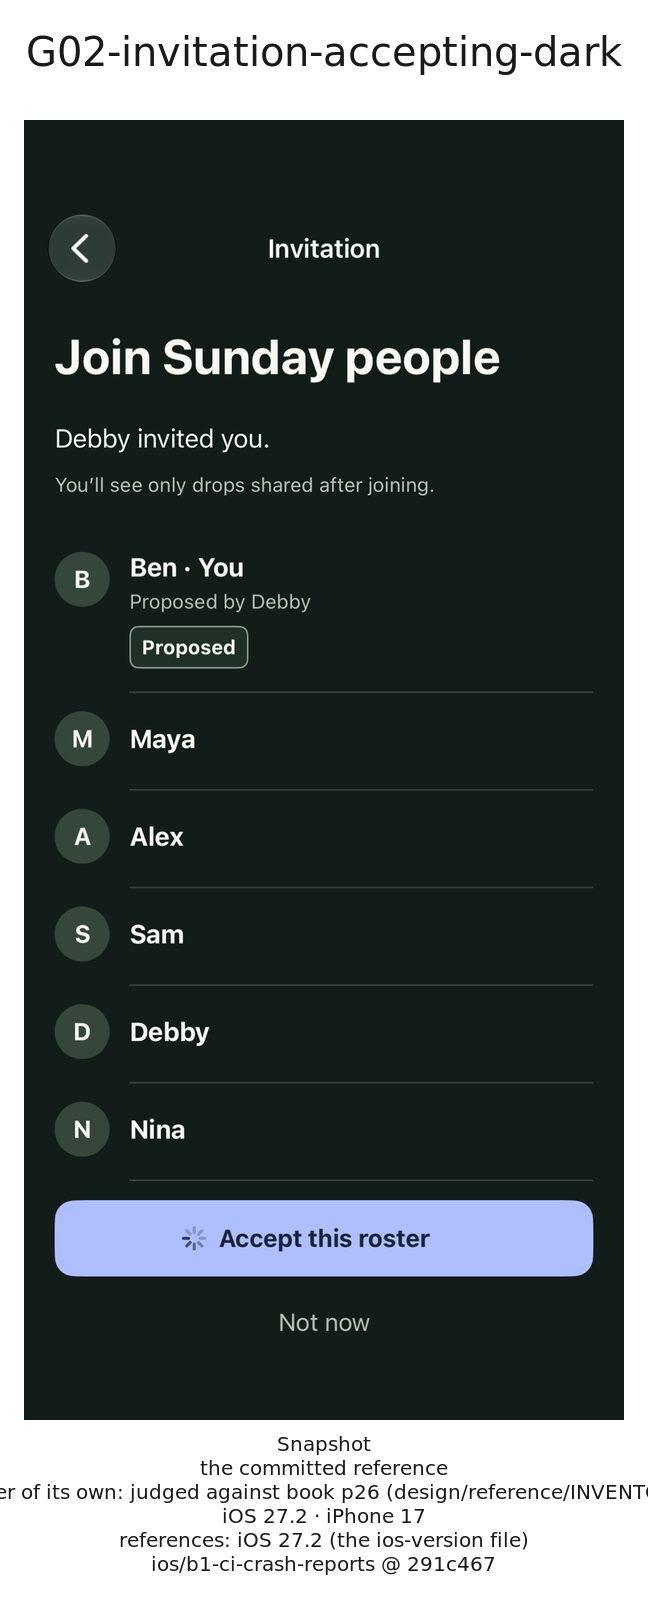 G02-invitation-accepting-dark
Invitation
Join Sunday people
Debby invited you.
You’ll see only drops shared after joining.
B
Ben · You
Proposed by Debby
Proposed
M
Maya
A
Alex
S
Sam
D
Debby
N
Nina
Accept this roster
Not now
Snapshot
the committed reference
of its own: judged against book p26 (design/reference/
iOS 27.2 · iPhone 17
references: iOS 27.2 (the ios-version file)
ios/b1-ci-crash-reports @ 291c467